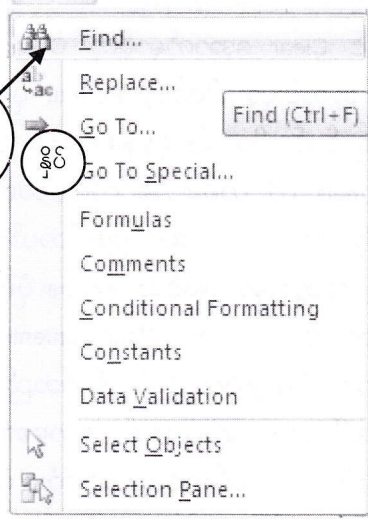 Find...
Replace...
Find (Ctrl+F)
Go To...
Go To Special...
Formulas
Comments
Conditional Formatting
Constants
Data Validation
Select Objects
Selection Pane...